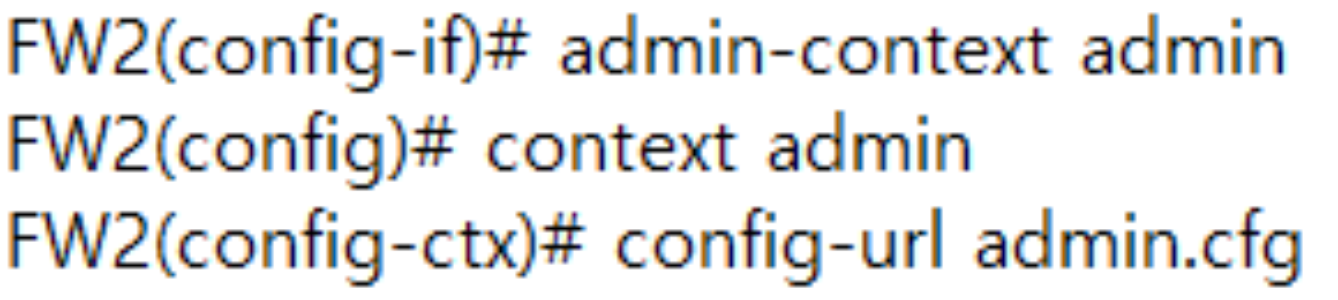 FW2(config-if)# admin-context admin
FW2(config)# context admin
FW2(config-ctx)# config-url admin.cfg